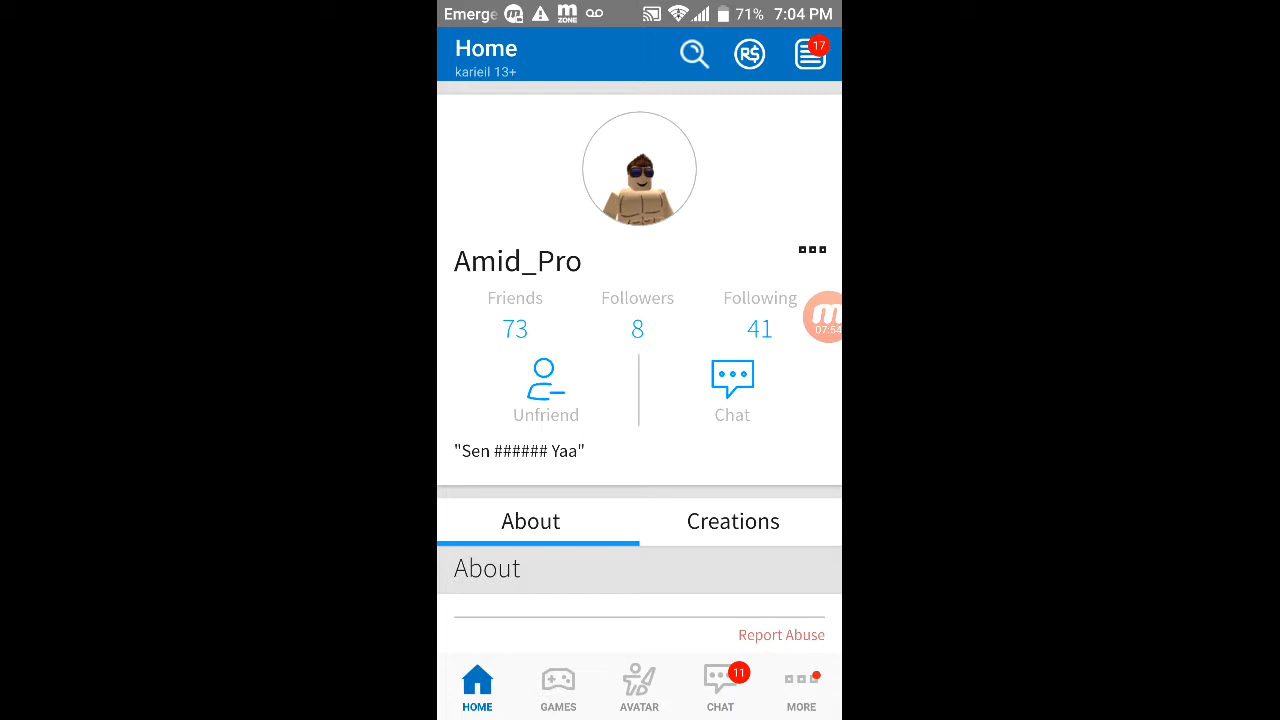 Emerge 71% 7:04 PM
Home
karieil 13+
R$
17
Amid_Pro
Friends Followers Following
73 8 41
07:54
Unfriend Chat
"Sen ###### Yaa"
About Creations
About
Report Abuse
11
HOME GAMES AVATAR CHAT MORE